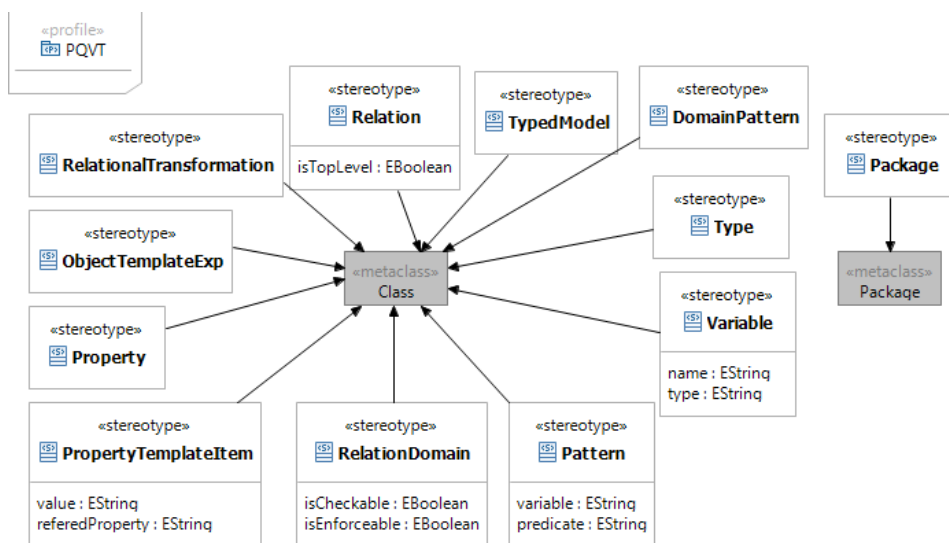 «profile»
PQVT
«stereotype»
Relation
isTopLevel : EBoolean
«stereotype»
TypedModel
«stereotype»
DomainPattern
«stereotype»
RelationalTransformation
«stereotype»
Package
«stereotype»
Type
«stereotype»
ObjectTemplateExp
«metaclass»
Class
«metaclass»
Package
«stereotype»
Property
«stereotype»
Variable
name : EString
type : EString
«stereotype»
PropertyTemplateItem
value : EString
referedProperty : EString
«stereotype»
RelationDomain
isCheckable : EBoolean
isEnforceable : EBoolean
«stereotype»
Pattern
variable : EString
predicate : EString